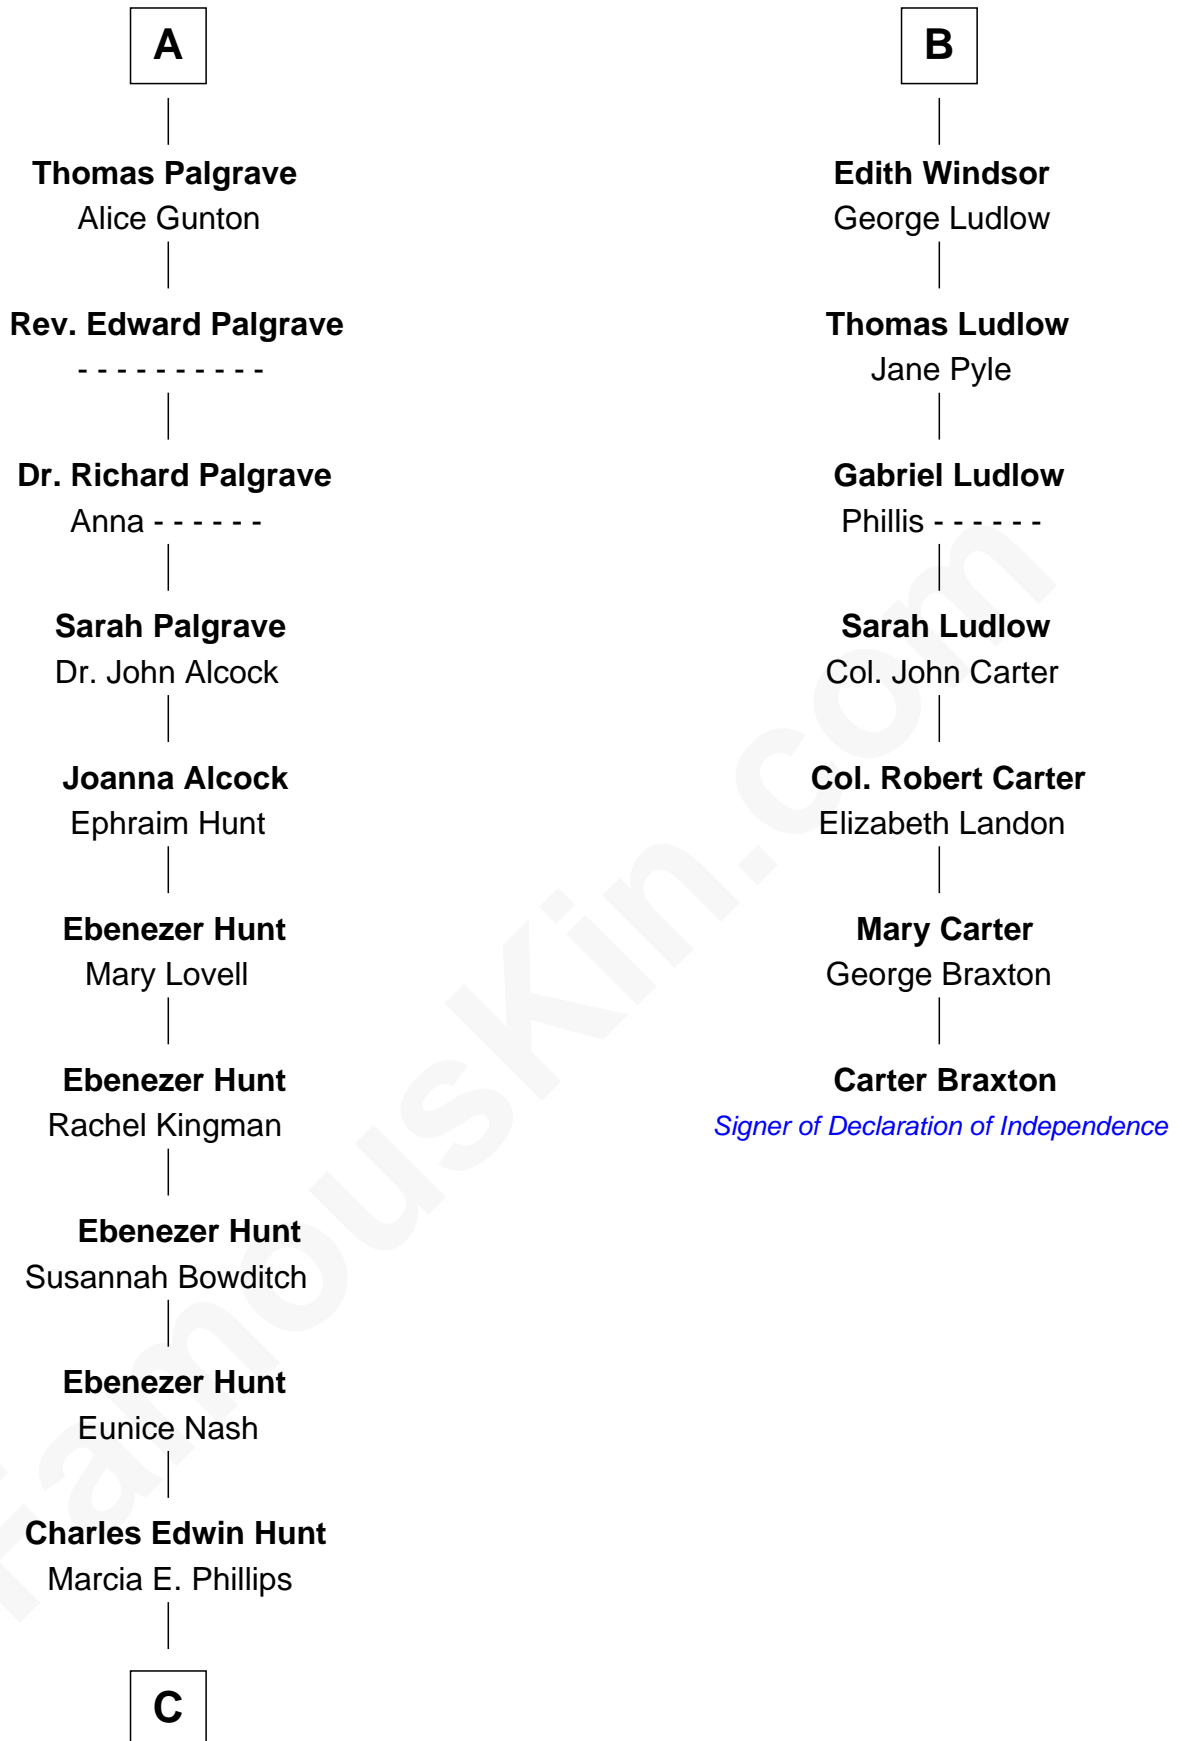 A
Thomas Palgrave
Alice Gunton
Rev. Edward Palgrave
- - - - - - - - - -
Dr. Richard Palgrave
Anna - - - - - -
Sarah Palgrave
Dr. John Alcock
Joanna Alcock
Ephraim Hunt
Ebenezer Hunt
Mary Lovell
Ebenezer Hunt
Rachel Kingman
Ebenezer Hunt
Susannah Bowditch
Ebenezer Hunt
Eunice Nash
Charles Edwin Hunt
Marcia E. Phillips
C
B
Edith Windsor
George Ludlow
Thomas Ludlow
Jane Pyle
Gabriel Ludlow
Phillis - - - - - -
Sarah Ludlow
Col. John Carter
Col. Robert Carter
Elizabeth Landon
Mary Carter
George Braxton
Carter Braxton
Signer of Declaration of Independence
FamousKin.com